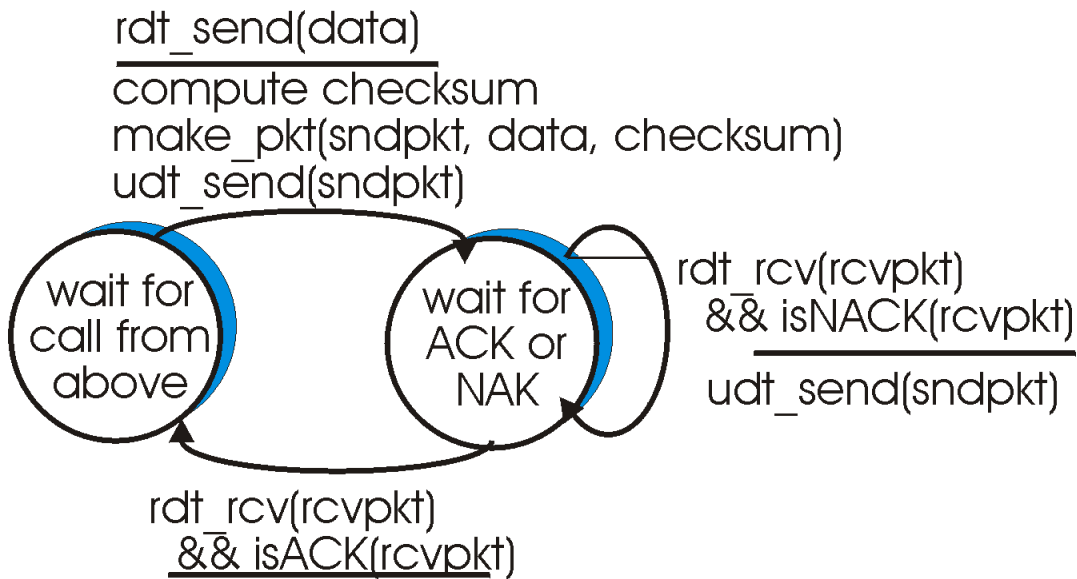 rdt_send(data)
compute checksum
make_pkt(sndpkt, data, checksum)
udt_send(sndpkt)
wait for
call from
above
wait for
ACK or
NAK
rdt_rcv(rcvpkt)
&& isNACK(rcvpkt)
udt_send(sndpkt)
rdt_rcv(rcvpkt)
&& isACK(rcvpkt)